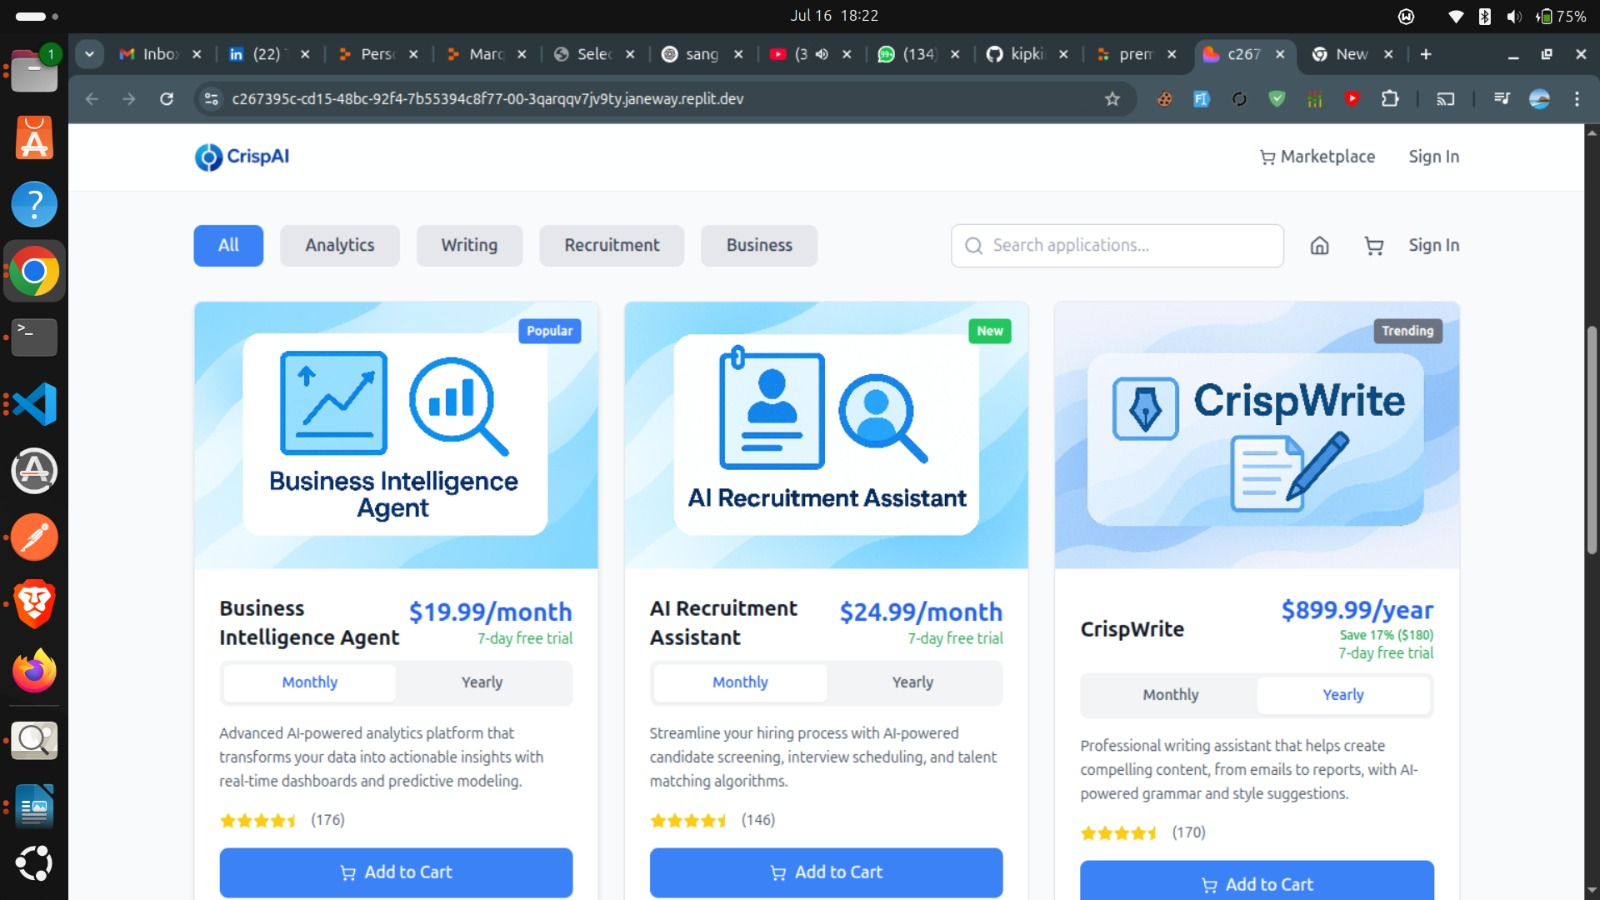 Jul 16 18:22
75%
1
Inbo
(22)
Perso
Marq
Selec
sang
(3
99+
(134)
kipki
prem
c267
New
c267395c-cd15-48bc-92f4-7b55394c8f77-00-3qarqqv7jv9ty.janeway.replit.dev
CrispAI
Marketplace
Sign In
All
Analytics
Writing
Recruitment
Business
Search applications...
Sign In
Popular
Business Intelligence
Agent
Business
Intelligence Agent
$19.99/month
7-day free trial
Monthly
Yearly
Advanced AI-powered analytics platform that
transforms your data into actionable insights with
real-time dashboards and predictive modeling.
(176)
Add to Cart
New
AI Recruitment Assistant
AI Recruitment
Assistant
$24.99/month
7-day free trial
Monthly
Yearly
Streamline your hiring process with AI-powered
candidate screening, interview scheduling, and talent
matching algorithms.
(146)
Add to Cart
Trending
CrispWrite
CrispWrite
$899.99/year
Save 17% ($180)
7-day free trial
Monthly
Yearly
Professional writing assistant that helps create
compelling content, from emails to reports, with AI-
powered grammar and style suggestions.
(170)
Add to Cart